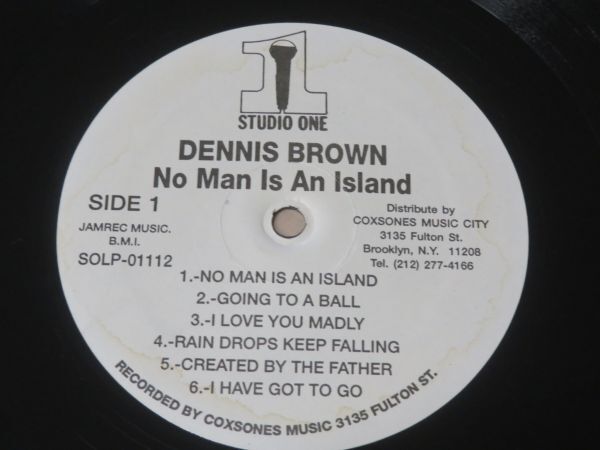 1
STUDIO ONE
DENNIS BROWN
No Man Is An Island
SIDE 1
JAMREC MUSIC.
B.M.I.
SOLP-01112
Distribute by
COXSONES MUSIC CITY
3135 Fulton St.
Brooklyn, N.Y. 11208
Tel. (212) 277-4166
1.-NO MAN IS AN ISLAND
2.-GOING TO A BALL
3.-I LOVE YOU MADLY
4.-RAIN DROPS KEEP FALLING
5.-CREATED BY THE FATHER
6.-I HAVE GOT TO GO
RECORDED BY COXSONES MUSIC 3135 FULTON ST.